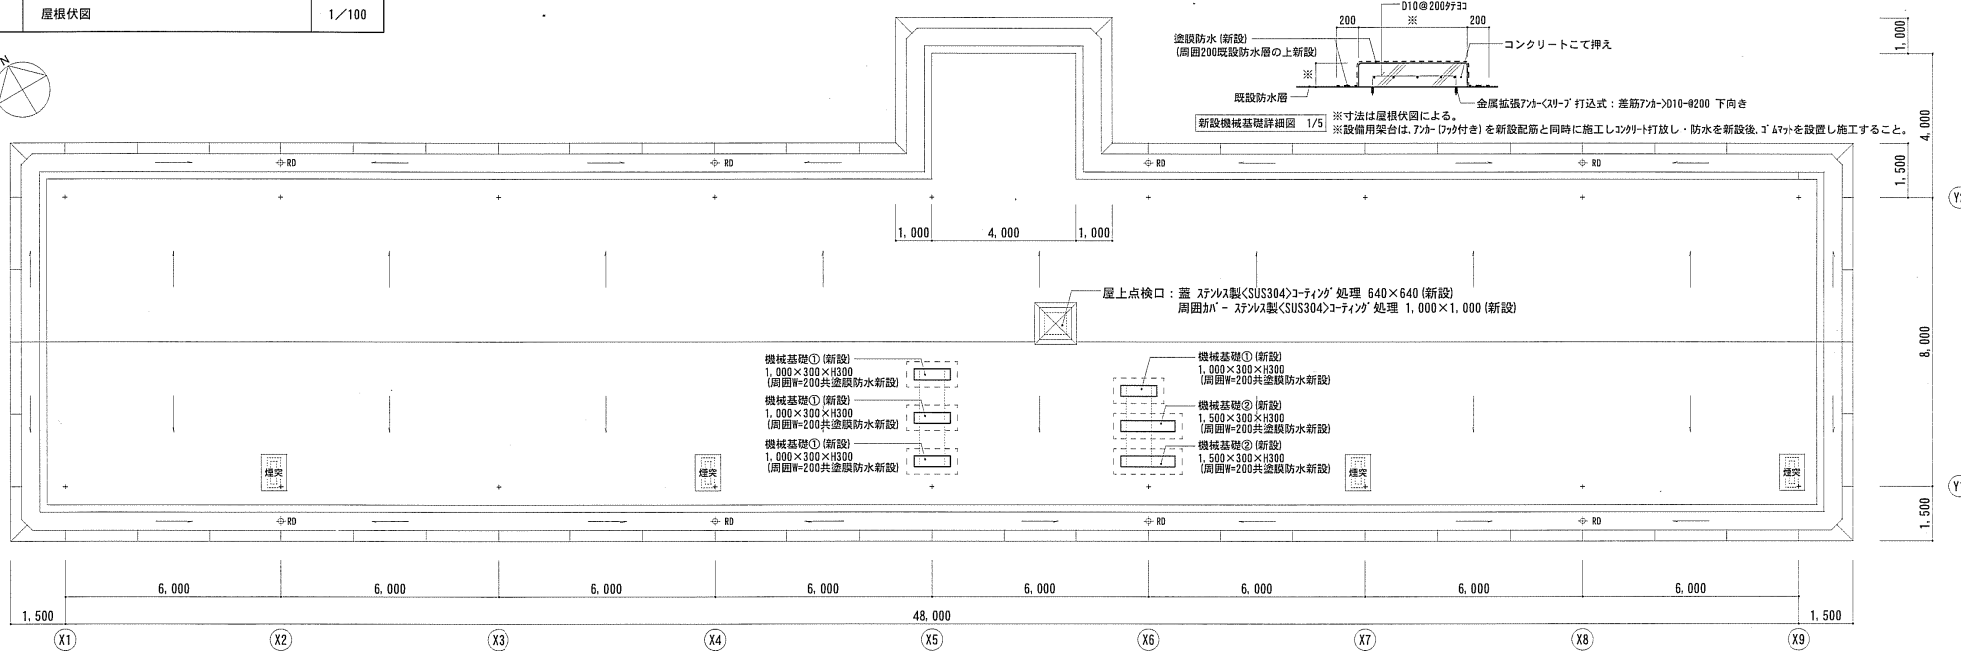 屋根伏図
1/100
N
D10@200タテヨコ
200
※
200
塗膜防水(新設)
(周囲200既設防水層の上新設)
コンクリートこて押え
※
既設防水層
金属拡張アンカー<スリーブ打込式:差筋アンカー>D10-@200 下向き
新設機械基礎詳細図 1/5
※寸法は屋根伏図による。
※設備用架台は、アンカー(フック付き)を新設配筋と同時に施工しコンクリート打放し・防水を新設後、ゴムマットを設置し施工すること。
1,000
4,000
1,500
8,000
1,500
RD
RD
RD
RD
1,000
4,000
1,000
屋上点検口:蓋 ステンレス製<SUS304>コーティング処理 640×640(新設)
周囲カバー ステンレス製<SUS304>コーティング処理 1,000×1,000(新設)
機械基礎①(新設)
1,000×300×H300
(周囲W=200共塗膜防水新設)
機械基礎①(新設)
1,000×300×H300
(周囲W=200共塗膜防水新設)
機械基礎①(新設)
1,000×300×H300
(周囲W=200共塗膜防水新設)
機械基礎①(新設)
1,000×300×H300
(周囲W=200共塗膜防水新設)
機械基礎②(新設)
1,500×300×H300
(周囲W=200共塗膜防水新設)
機械基礎②(新設)
1,500×300×H300
(周囲W=200共塗膜防水新設)
煙突
煙突
煙突
煙突
RD
RD
RD
RD
6,000
6,000
6,000
6,000
6,000
6,000
6,000
6,000
1,500
48,000
1,500
X1
X2
X3
X4
X5
X6
X7
X8
X9